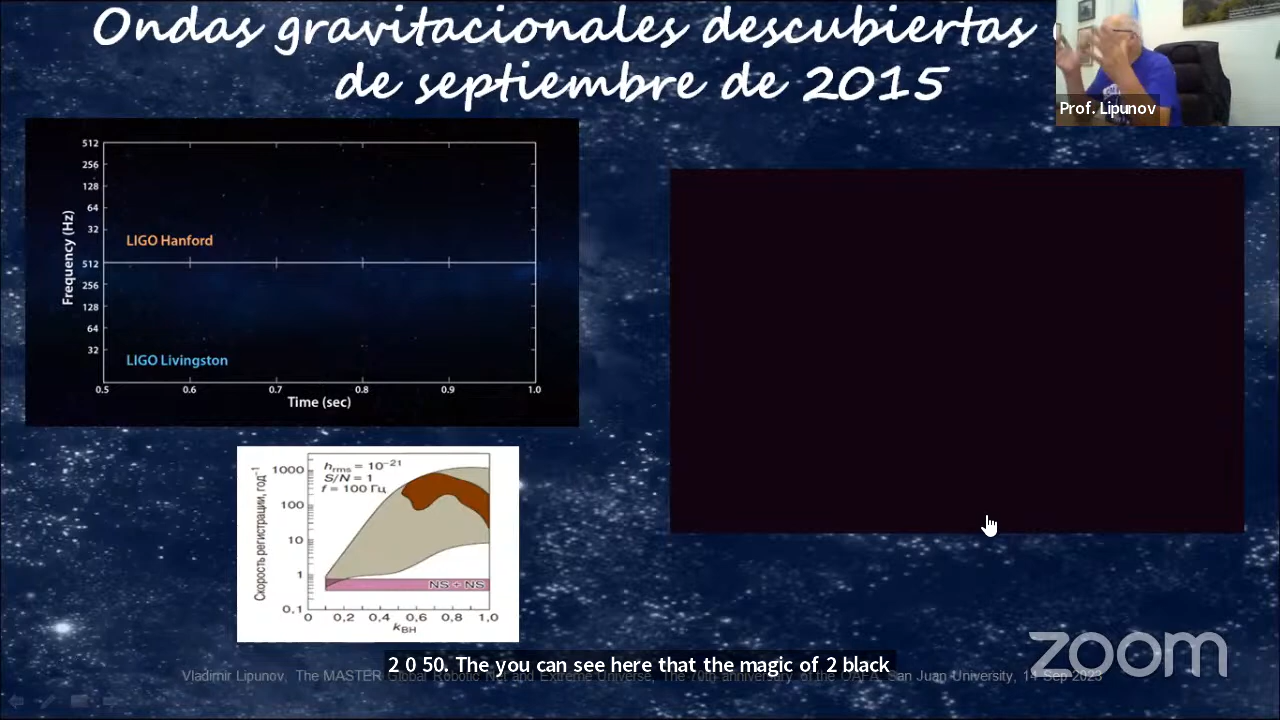 Ondas gravitacionales descubiertas
de septiembre de 2015
Prof. Lipunov
512
256
128
64
32
LIGO Hanford
512
256
128
64
32
LIGO Livingston
Frequency (Hz)
0.5 0.6 0.7 0.8 0.9 1.0
Time (sec)
Скорость регистрации, год⁻¹
1000
100
10
1
0,1
hrms = 10⁻²¹
S/N = 1
f = 100 Гц
NS + NS
0 0,2 0,4 0,6 0,8 1,0
kBH
zoom
2 0 50. The you can see here that the magic of 2 black
Vladimir Lipunov, The MASTER Global Robotic Net and Extreme Universe, The 70th anniversary of the OAFA, San Juan University, 14 Sep 2023